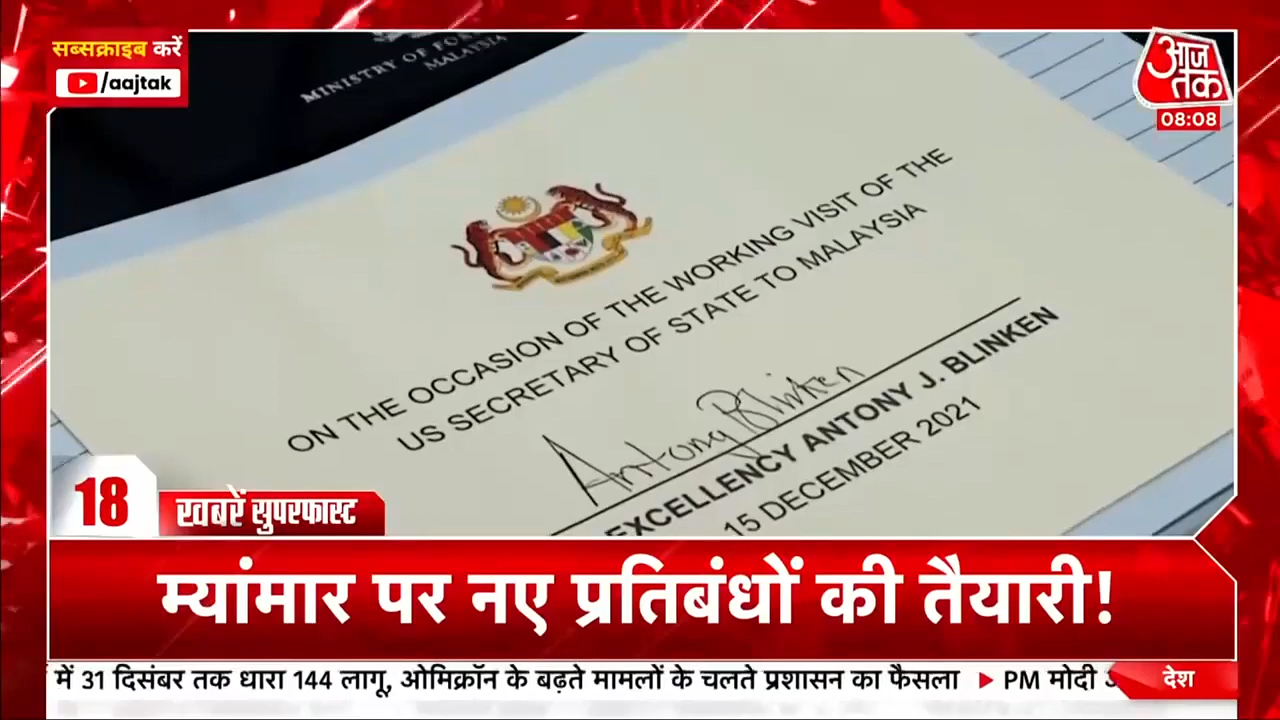 सब्सक्राइब करें
/aajtak
आज
तक
08:08
MINISTRY OF
MALAYSIA
ON THE OCCASION OF THE WORKING VISIT OF THE
US SECRETARY OF STATE TO MALAYSIA
Antony Blinken
EXCELLENCY ANTONY J. BLINKEN
15 DECEMBER 2021
18
खबरें सुपरफास्ट
म्यांमार पर नए प्रतिबंधों की तैयारी!
में 31 दिसंबर तक धारा 144 लागू, ओमिक्रॉन के बढ़ते मामलों के चलते प्रशासन का फैसला ▶ PM मोदी
देश